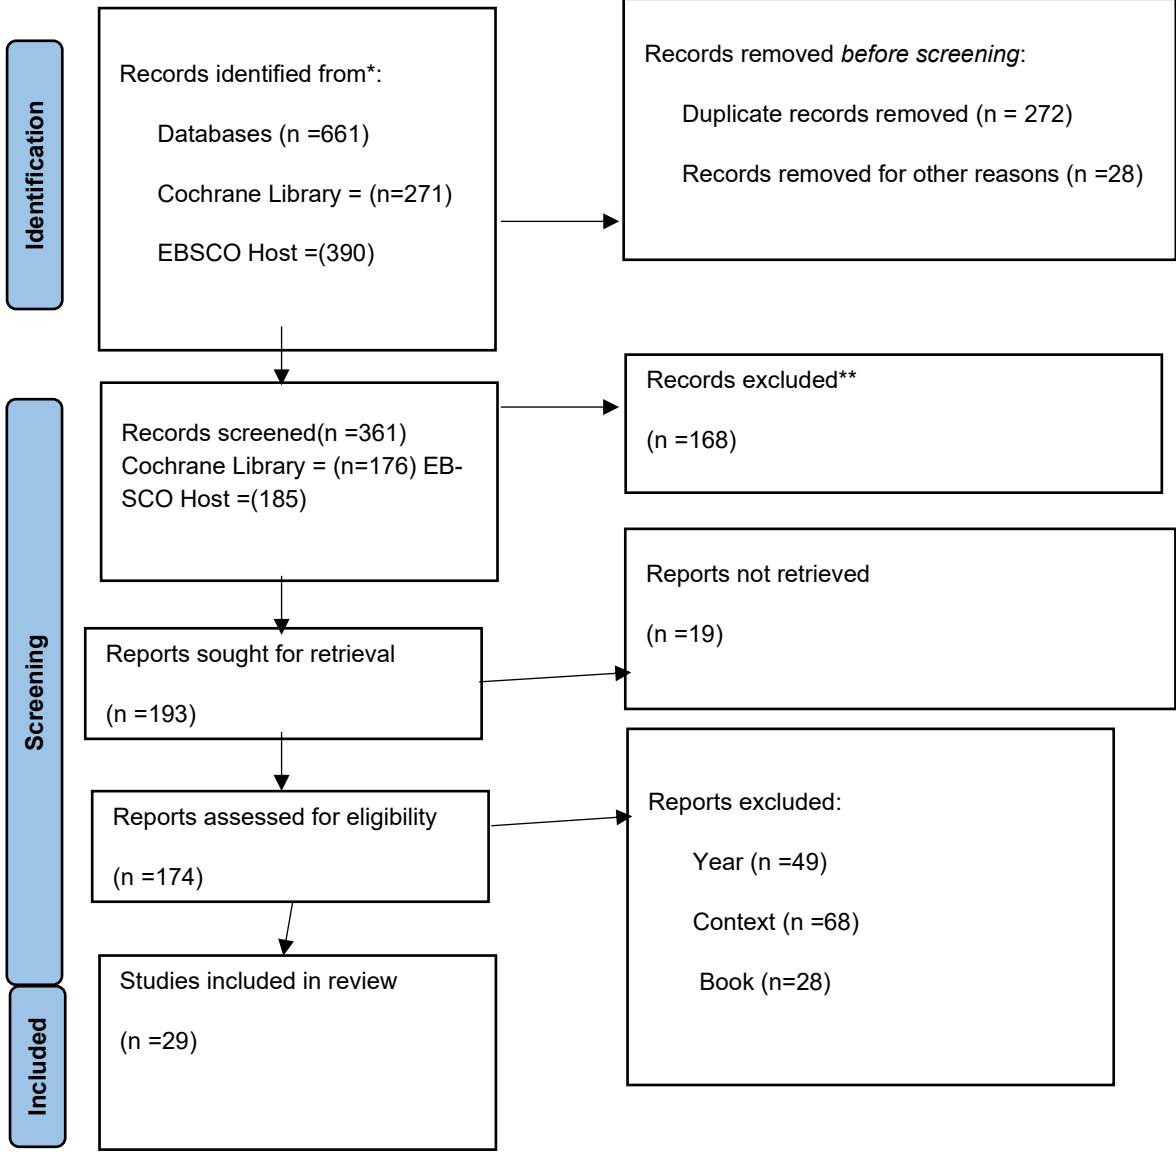 Identification
Records identified from*:
Databases (n =661)
Cochrane Library = (n=271)
EBSCO Host =(390)
Records removed before screening:
Duplicate records removed (n = 272)
Records removed for other reasons (n =28)
Screening
Records screened(n =361)
Cochrane Library = (n=176) EB-
SCO Host =(185)
Records excluded**
(n =168)
Reports sought for retrieval
(n =193)
Reports not retrieved
(n =19)
Reports assessed for eligibility
(n =174)
Reports excluded:
Year (n =49)
Context (n =68)
Book (n=28)
Included
Studies included in review
(n =29)